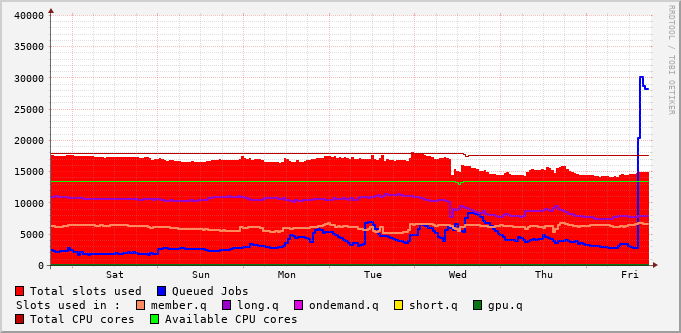 RRDTOOL / TOBI OETIKER
40000
35000
30000
25000
20000
15000
10000
5000
0
Sat Sun Mon Tue Wed Thu Fri
Total slots used Queued Jobs
Slots used in : member.q long.q ondemand.q short.q gpu.q
Total CPU cores Available CPU cores